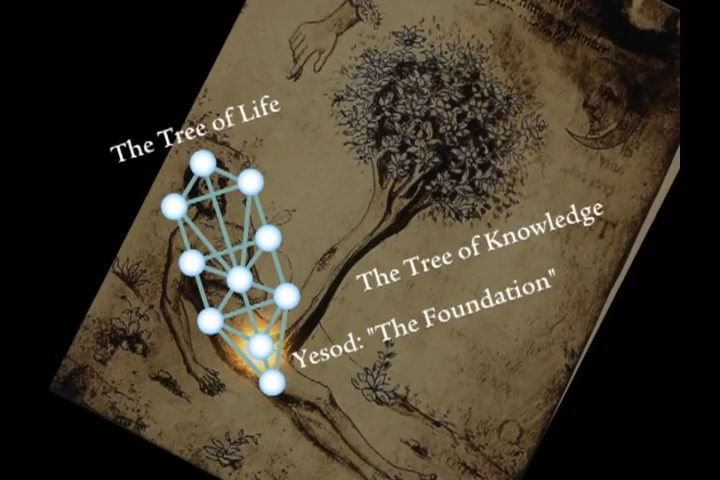 The Tree of Life
The Tree of Knowledge
Yesod: "The Foundation"